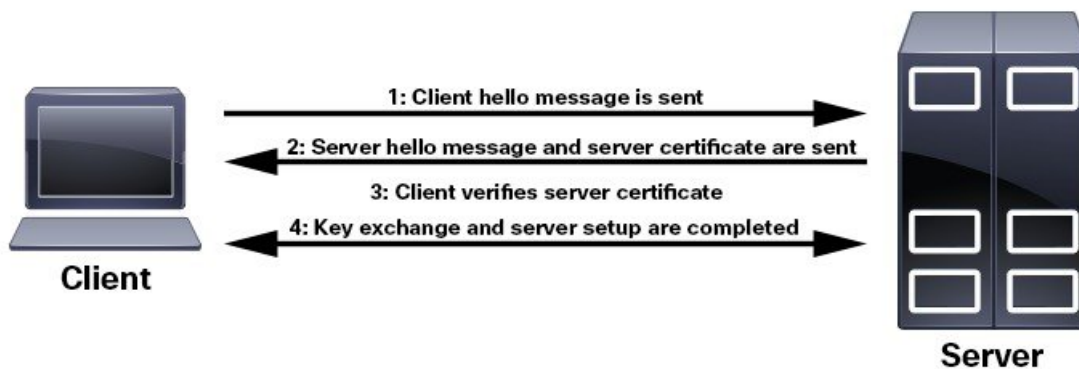 1: Client hello message is sent
2: Server hello message and server certificate are sent
3: Client verifies server certificate
4: Key exchange and server setup are completed
Client
Server